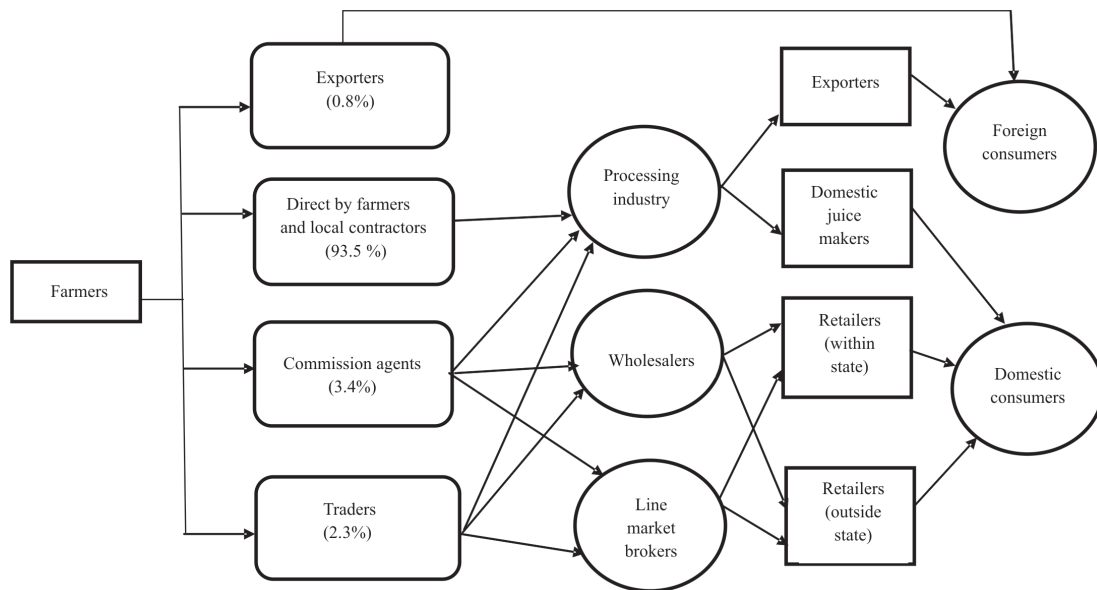 Farmers
Exporters
(0.8%)
Direct by farmers
and local contractors
(93.5 %)
Commission agents
(3.4%)
Traders
(2.3%)
Processing
industry
Wholesalers
Line
market
brokers
Exporters
Domestic
juice
makers
Retailers
(within
state)
Retailers
(outside
state)
Foreign
consumers
Domestic
consumers